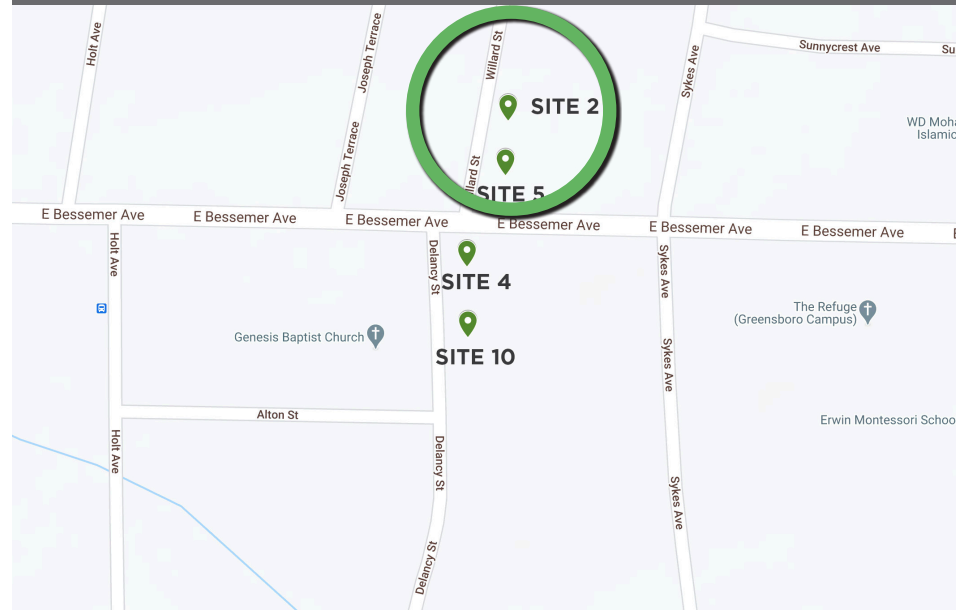 Holt Ave
Joseph Terrace
Willard St
Sykes Ave
Sunnycrest Ave
Su
SITE 2
WD Moha
Islamic
Joseph Terrace
llard St
SITE 5
E Bessemer Ave
E Bessemer Ave
E Bessemer Ave
E Bessemer Ave
E Bessemer Ave
E Bessemer Ave
E
Holt Ave
Delancy St
SITE 4
Sykes Ave
The Refuge
(Greensboro Campus)
Genesis Baptist Church
SITE 10
Sykes Ave
Alton St
Erwin Montessori Schoo
Holt Ave
Delancy St
Sykes Ave
Delancy St